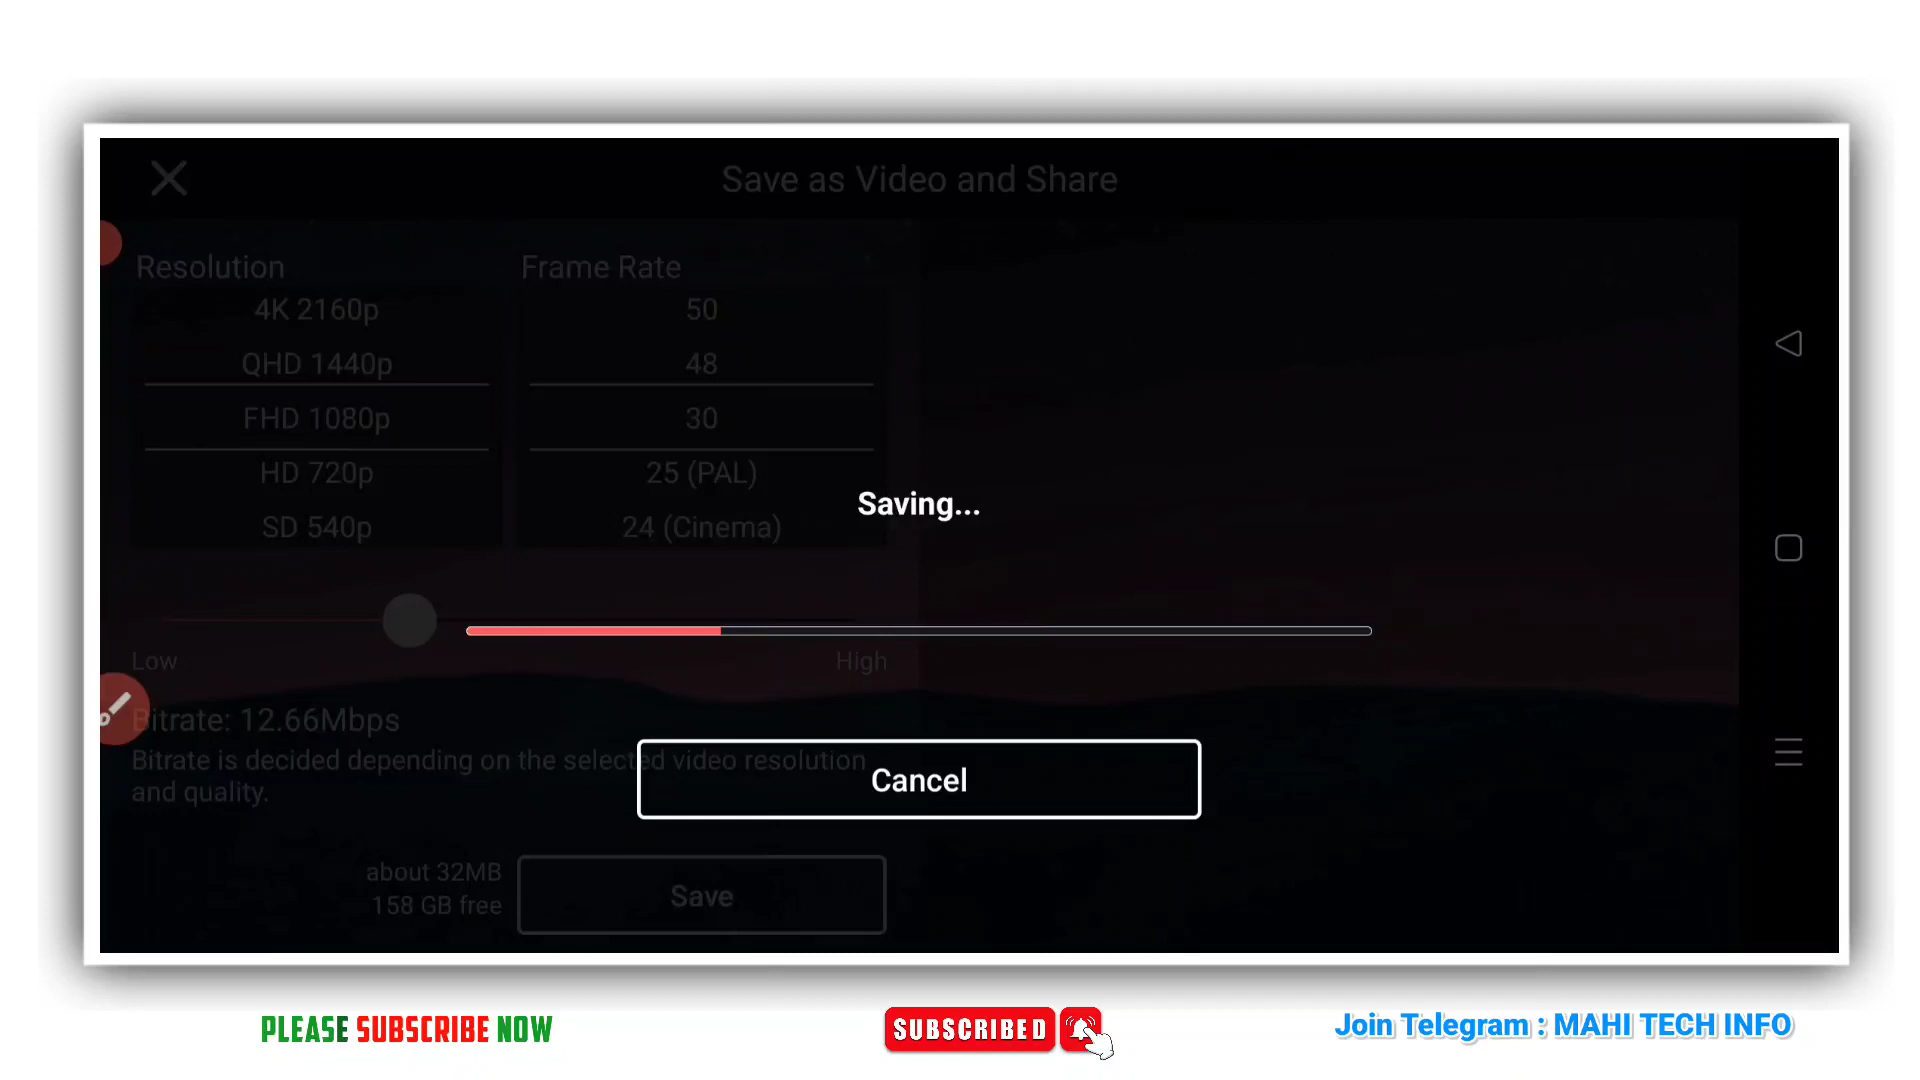 Save as Video and Share
Resolution
Frame Rate
4K 2160p
50
QHD 1440p
48
FHD 1080p
30
HD 720p
25 (PAL)
SD 540p
24 (Cinema)
Saving...
Low
High
Bitrate: 12.66Mbps
Bitrate is decided depending on the selected video resolution
and quality.
Cancel
about 32MB
158 GB free
Save
PLEASE SUBSCRIBE NOW
SUBSCRIBED
Join Telegram : MAHI TECH INFO